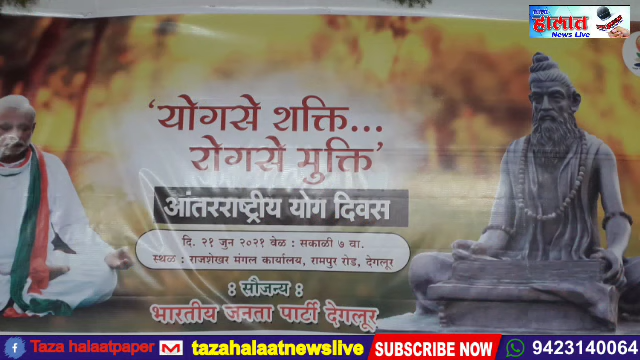 ताज़ा
हालात
News Live
'योगसे शक्ति...
रोगसे मुक्ति'
आंतरराष्ट्रीय योग दिवस
दि. २१ जुन २०२१ वेळ : सकाळी ७ वा.
स्थळ : राजशेखर मंगल कार्यालय, रामपुर रोड, देगलूर
: सौजन्य :
भारतीय जनता पार्टी देगलूर
Taza halaatpaper
tazahalaatnewslive
SUBSCRIBE NOW
9423140064